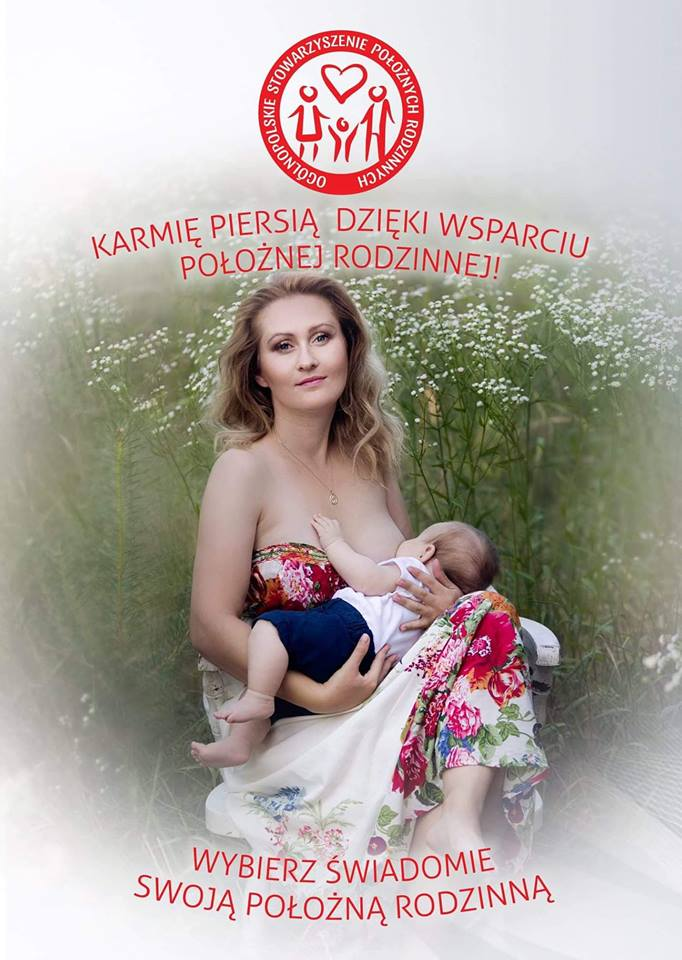 OGÓLNOPOLSKIE STOWARZYSZENIE POŁOŻNYCH RODZINNYCH
KARMIĘ PIERSIĄ DZIĘKI WSPARCIU
POŁOŻNEJ RODZINNEJ!
WYBIERZ ŚWIADOMIE
SWOJĄ POŁOŻNĄ RODZINNĄ